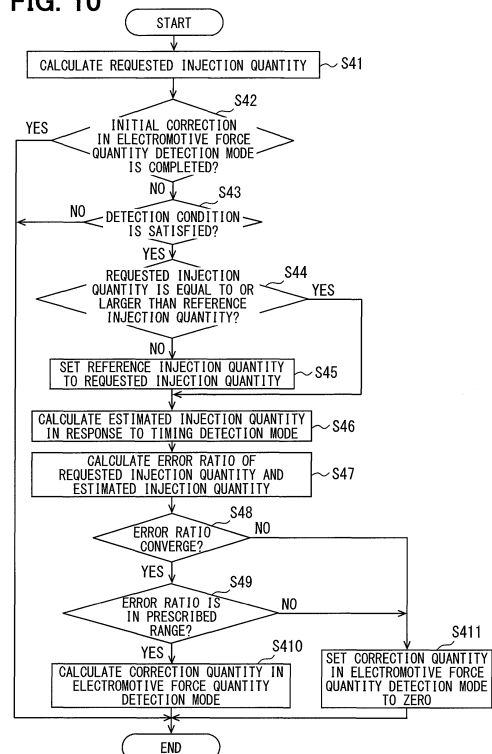 FIG. 10
START
CALCULATE REQUESTED INJECTION QUANTITY
S41
S42
YES
INITIAL CORRECTION
IN ELECTROMOTIVE FORCE
QUANTITY DETECTION MODE
IS COMPLETED?
NO
S43
NO
DETECTION CONDITION
IS SATISFIED?
YES
S44
REQUESTED INJECTION
QUANTITY IS EQUAL TO OR
LARGER THAN REFERENCE
INJECTION QUANTITY?
YES
NO
SET REFERENCE INJECTION QUANTITY
TO REQUESTED INJECTION QUANTITY
S45
CALCULATE ESTIMATED INJECTION QUANTITY
IN RESPONSE TO TIMING DETECTION MODE
S46
CALCULATE ERROR RATIO OF
REQUESTED INJECTION QUANTITY AND
ESTIMATED INJECTION QUANTITY
S47
S48
ERROR RATIO
CONVERGE?
NO
YES
S49
ERROR RATIO IS
IN PRESCRIBED
RANGE?
NO
YES
S410
CALCULATE CORRECTION QUANTITY IN
ELECTROMOTIVE FORCE QUANTITY
DETECTION MODE
S411
SET CORRECTION QUANTITY
IN ELECTROMOTIVE FORCE
QUANTITY DETECTION MODE
TO ZERO
END